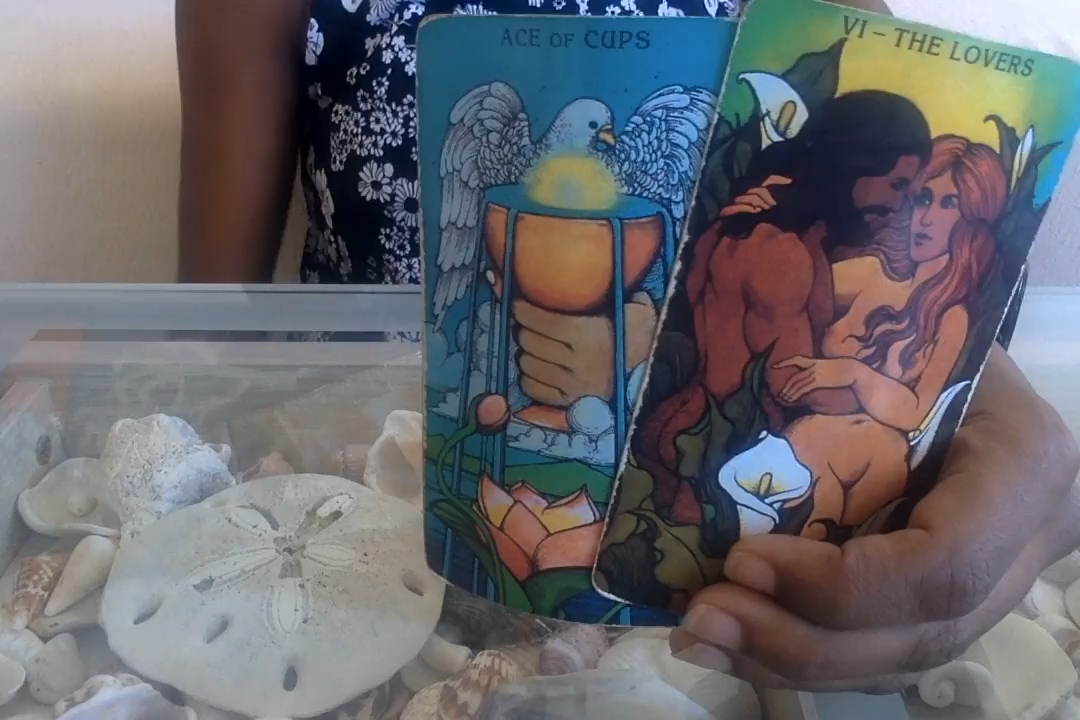 ACE OF CUPS
VI – THE LOVERS